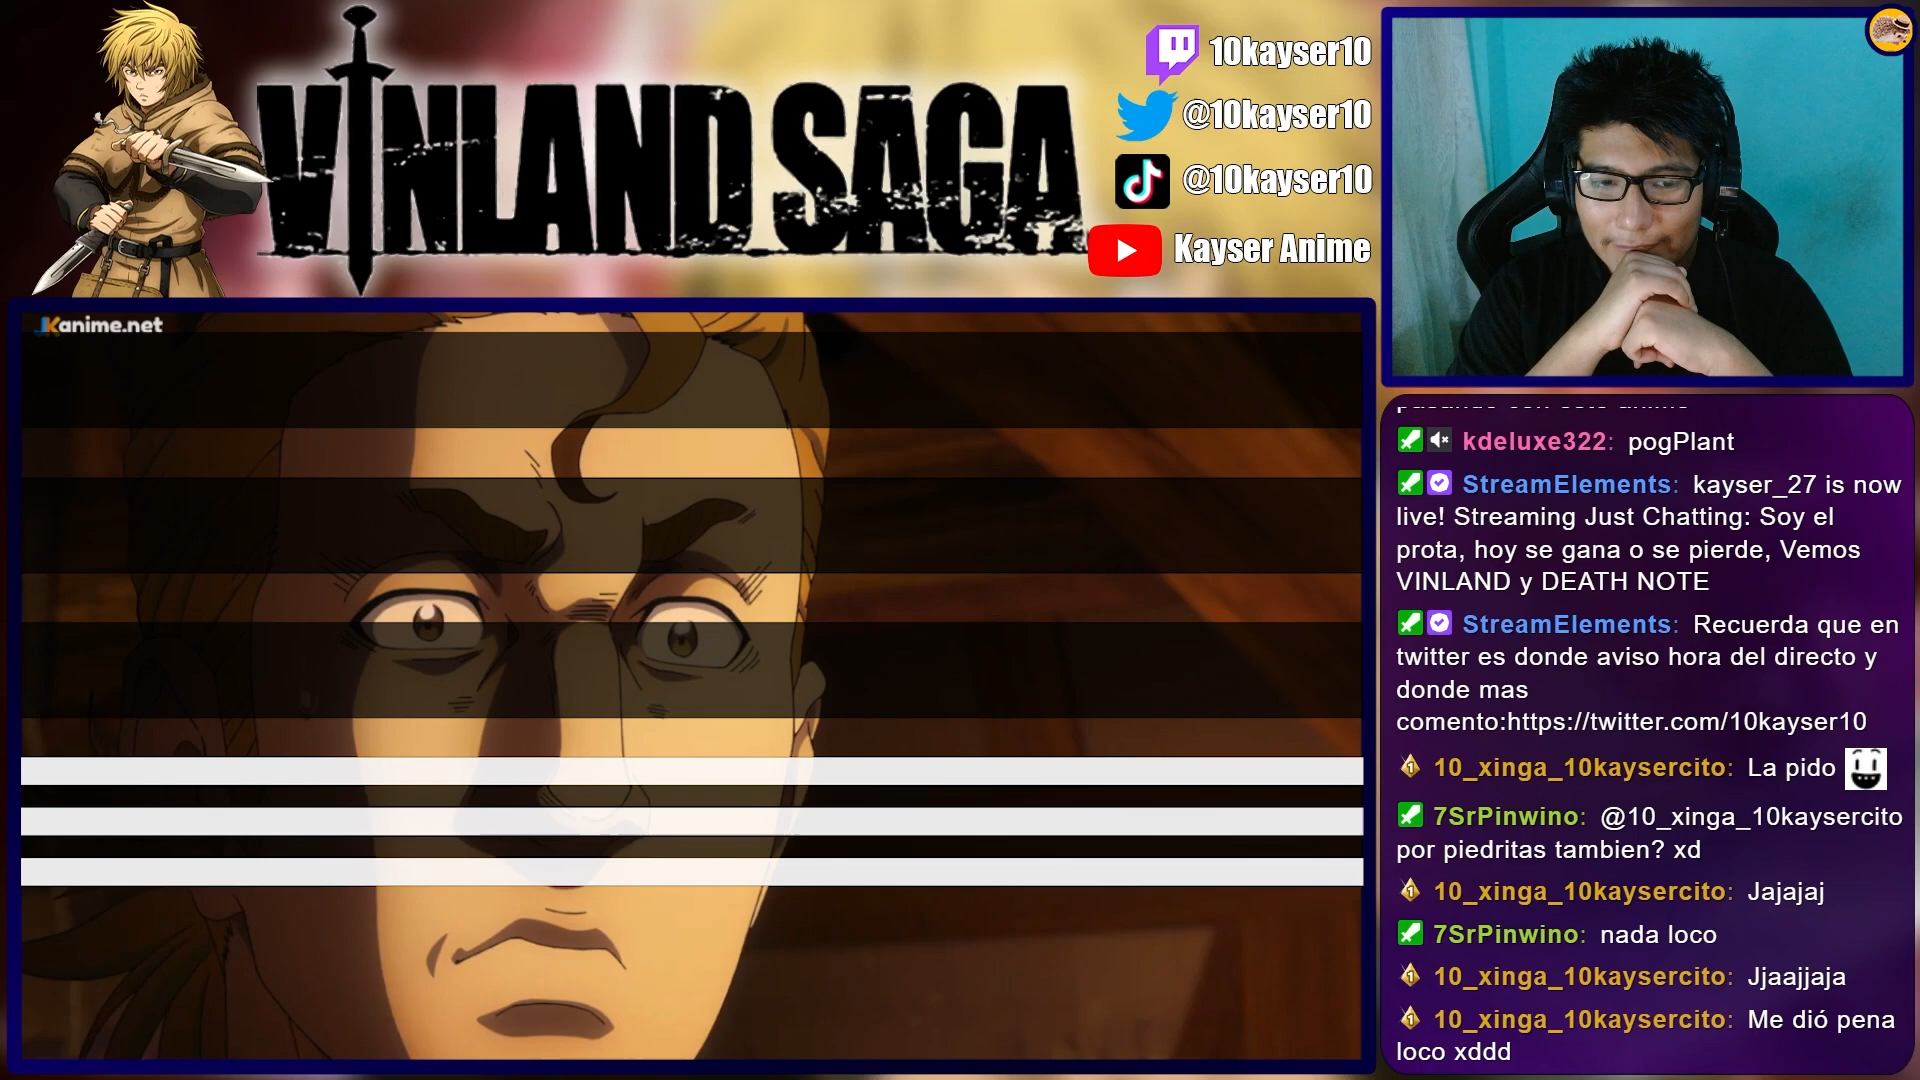 VINLAND SAGA
10kayser10
@10kayser10
@10kayser10
Kayser Anime
JKanime.net
kdeluxe322: pogPlant
StreamElements: kayser_27 is now
live! Streaming Just Chatting: Soy el
prota, hoy se gana o se pierde, Vemos
VINLAND y DEATH NOTE
StreamElements: Recuerda que en
twitter es donde aviso hora del directo y
donde mas
comento:https://twitter.com/10kayser10
10_xinga_10kaysercito: La pido
7SrPinwino: @10_xinga_10kaysercito
por piedritas tambien? xd
10_xinga_10kaysercito: Jajajaj
7SrPinwino: nada loco
10_xinga_10kaysercito: Jjaajjaja
10_xinga_10kaysercito: Me dió pena
loco xddd